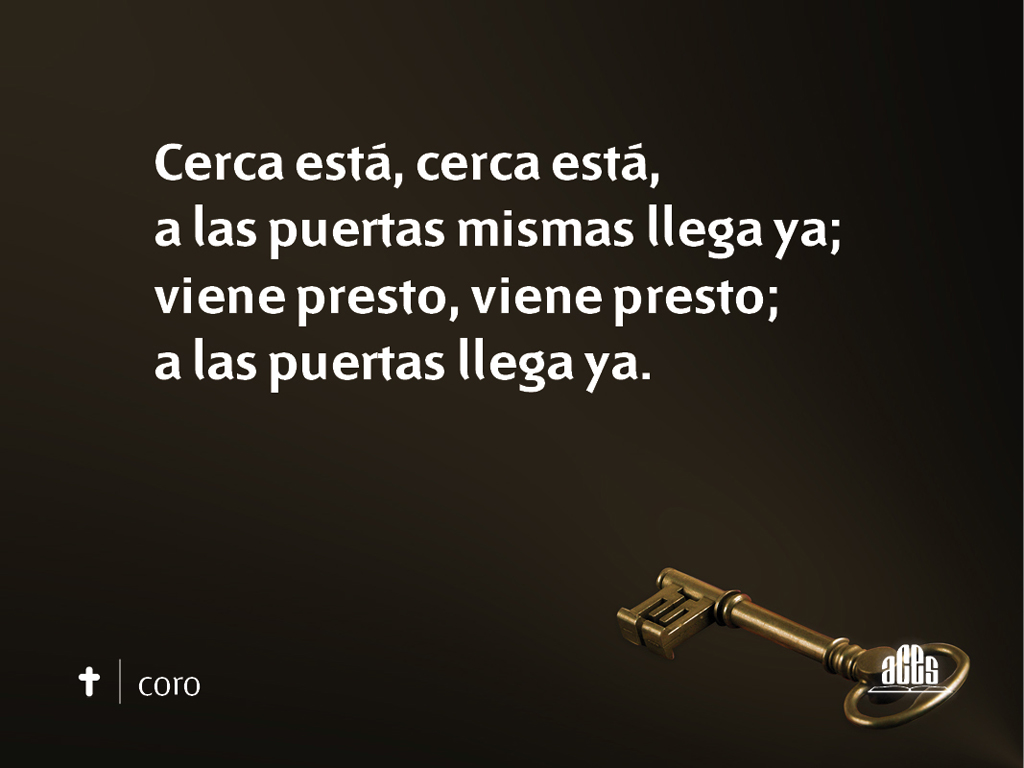 Cerca está, cerca está,
a las puertas mismas llega ya;
viene presto, viene presto;
a las puertas llega ya.
coro
aces